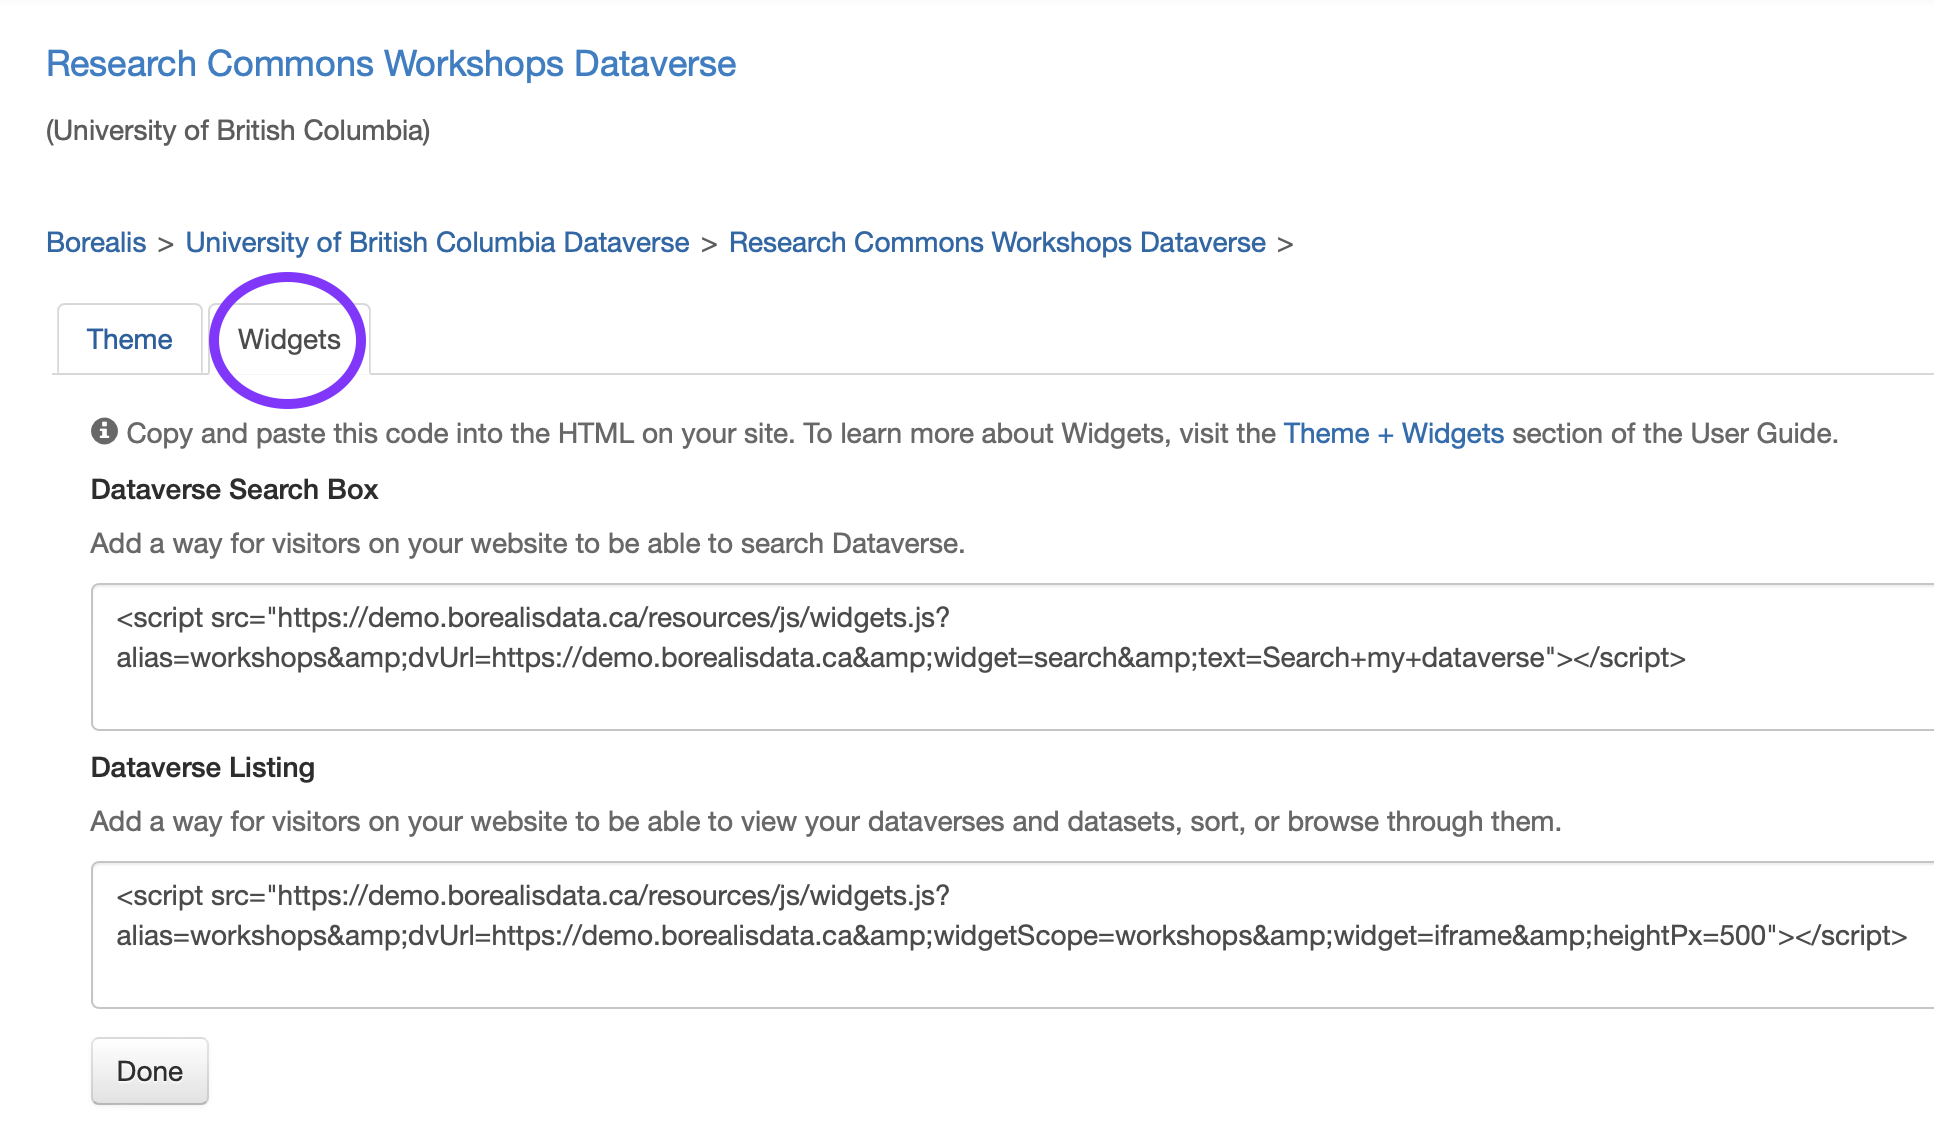 Research Commons Workshops Dataverse
(University of British Columbia)
Borealis > University of British Columbia Dataverse > Research Commons Workshops Dataverse >
Theme Widgets
Copy and paste this code into the HTML on your site. To learn more about Widgets, visit the Theme + Widgets section of the User Guide.
Dataverse Search Box
Add a way for visitors on your website to be able to search Dataverse.
<script src="https://demo.borealisdata.ca/resources/js/widgets.js?
alias=workshops&amp;dvUrl=https://demo.borealisdata.ca&amp;widget=search&amp;text=Search+my+dataverse"></script>
Dataverse Listing
Add a way for visitors on your website to be able to view your dataverses and datasets, sort, or browse through them.
<script src="https://demo.borealisdata.ca/resources/js/widgets.js?
alias=workshops&amp;dvUrl=https://demo.borealisdata.ca&amp;widgetScope=workshops&amp;widget=iframe&amp;heightPx=500"></script>
Done